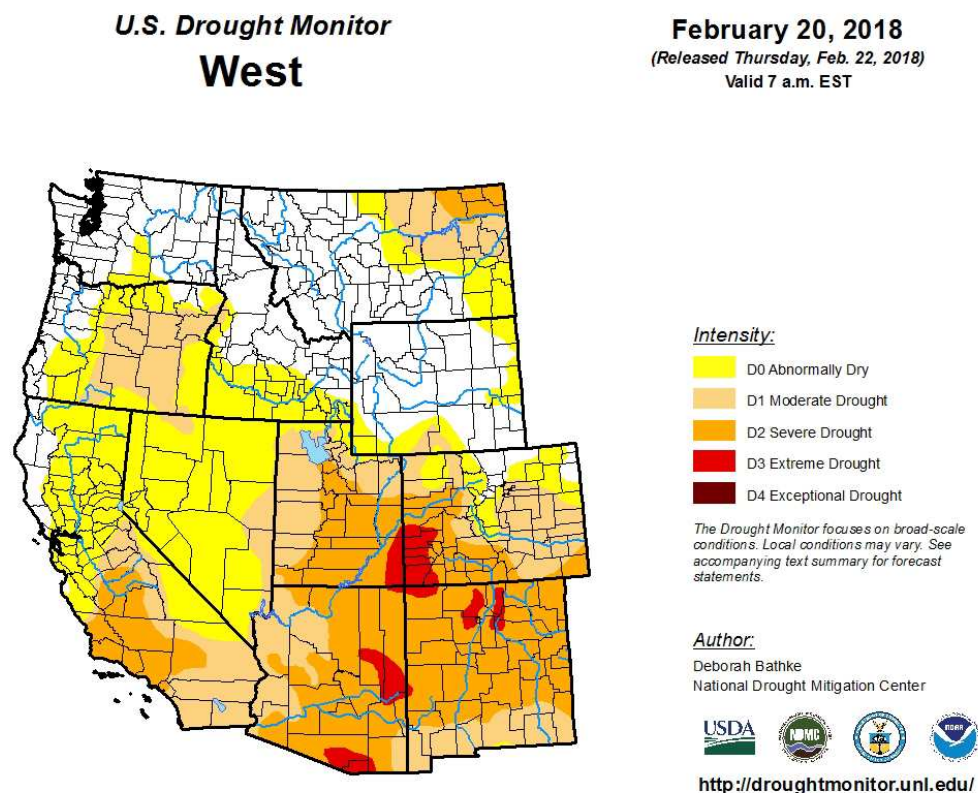 U.S. Drought Monitor
West
February 20, 2018
(Released Thursday, Feb. 22, 2018)
Valid 7 a.m. EST
Intensity:
D0 Abnormally Dry
D1 Moderate Drought
D2 Severe Drought
D3 Extreme Drought
D4 Exceptional Drought
The Drought Monitor focuses on broad-scale
conditions. Local conditions may vary. See
accompanying text summary for forecast
statements.
Author:
Deborah Bathke
National Drought Mitigation Center
USDA
NDMC
NOAA
http://droughtmonitor.unl.edu/